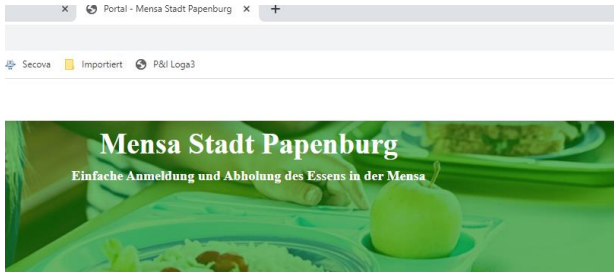 Portal - Mensa Stadt Papenburg
Secova Importiert P&I Loga3
Mensa Stadt Papenburg
Einfache Anmeldung und Abholung des Essens in der Mensa